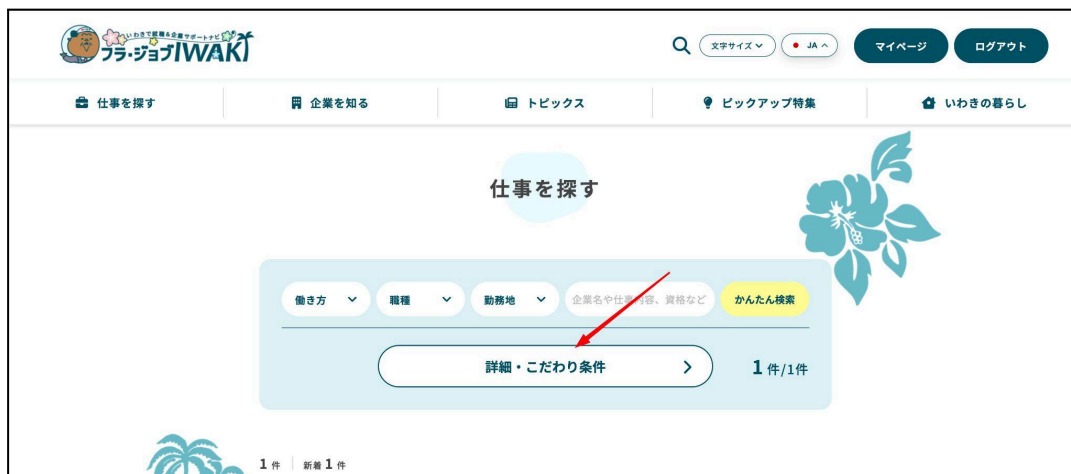 いわきで就職&企業サポートナビ
フラ・ジョブIWAKI
文字サイズ
JA
マイページ
ログアウト
仕事を探す
企業を知る
トピックス
ピックアップ特集
いわきの暮らし
仕事を探す
働き方
職種
勤務地
企業名や仕事内容、資格など
かんたん検索
詳細・こだわり条件
1件/1件
1件 新着1件